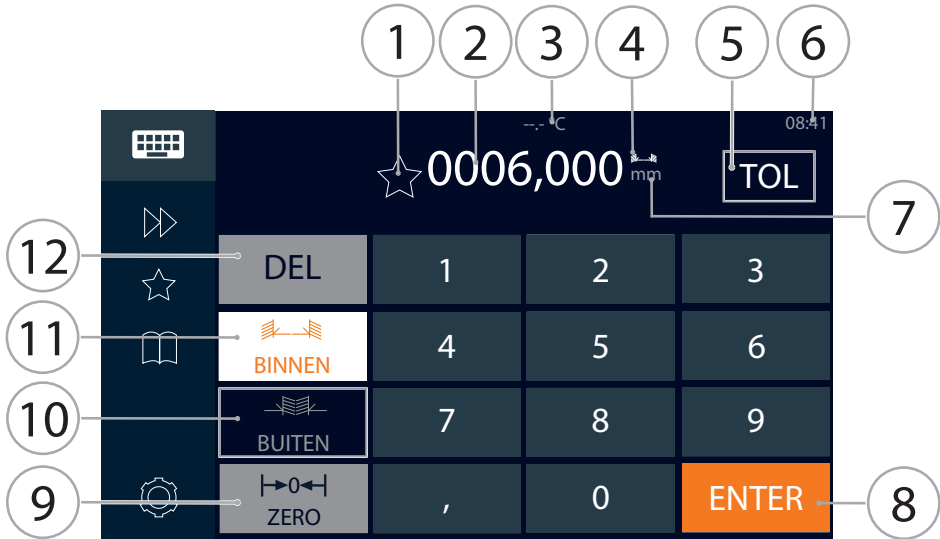 1 2 3 4 5 6
--.- °C 08:41
0006,000 mm TOL
7
12 DEL 1 2 3
11 BINNEN 4 5 6
10 BUITEN 7 8 9
0
9 ZERO , 0 ENTER 8